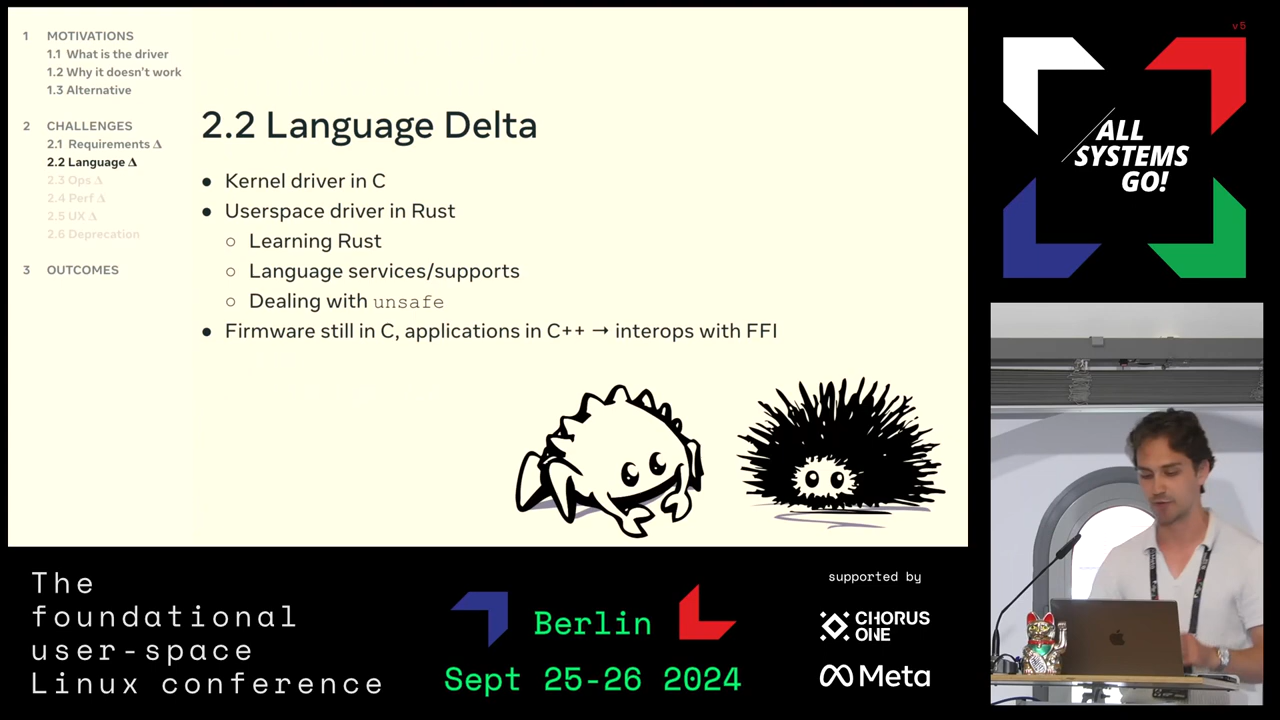 1 MOTIVATIONS
1.1 What is the driver
1.2 Why it doesn't work
1.3 Alternative
2 CHALLENGES
2.1 Requirements Δ
2.2 Language Δ
2.3 Ops Δ
2.4 Perf Δ
2.5 UX Δ
2.6 Deprecation
3 OUTCOMES
2.2 Language Delta
● Kernel driver in C
● Userspace driver in Rust
○ Learning Rust
○ Language services/supports
○ Dealing with unsafe
● Firmware still in C, applications in C++ → interops with FFI
v5
ALL
SYSTEMS
GO!
The
foundational
user-space
Linux conference
Berlin
Sept 25-26 2024
supported by
CHORUS
ONE
Meta